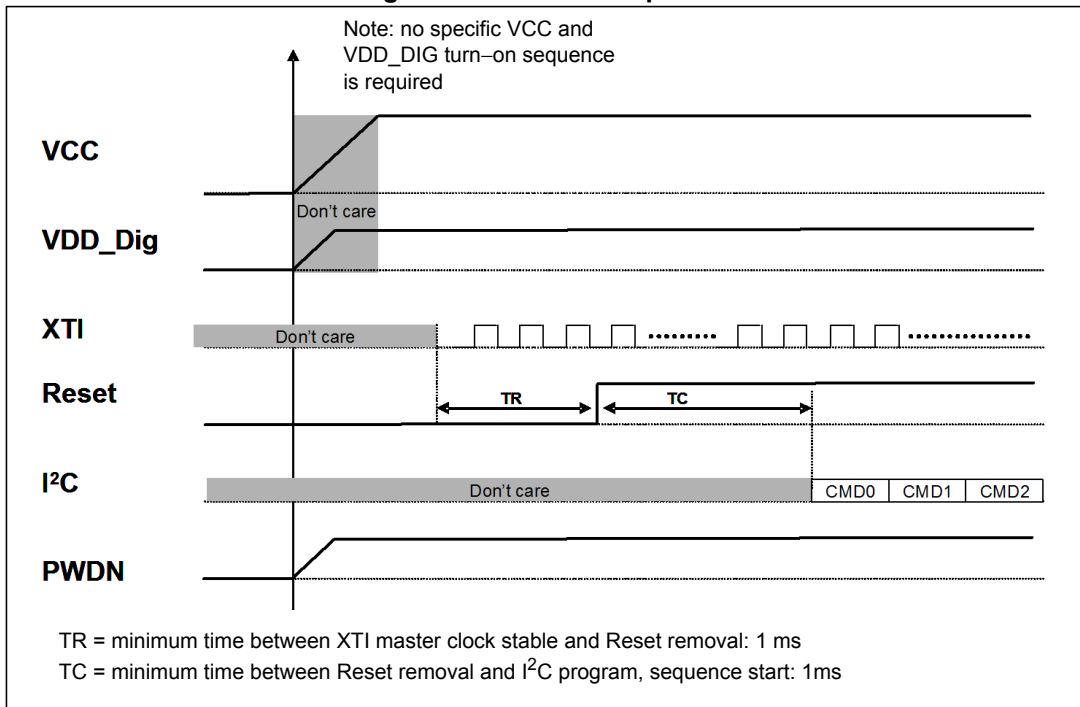 Note: no specific VCC and
VDD_DIG turn–on sequence
is required
VCC
Don't care
VDD_Dig
XTI
Don't care
Reset
TR
TC
I²C
Don't care
CMD0 CMD1 CMD2
PWDN
TR = minimum time between XTI master clock stable and Reset removal: 1 ms
TC = minimum time between Reset removal and I²C program, sequence start: 1ms